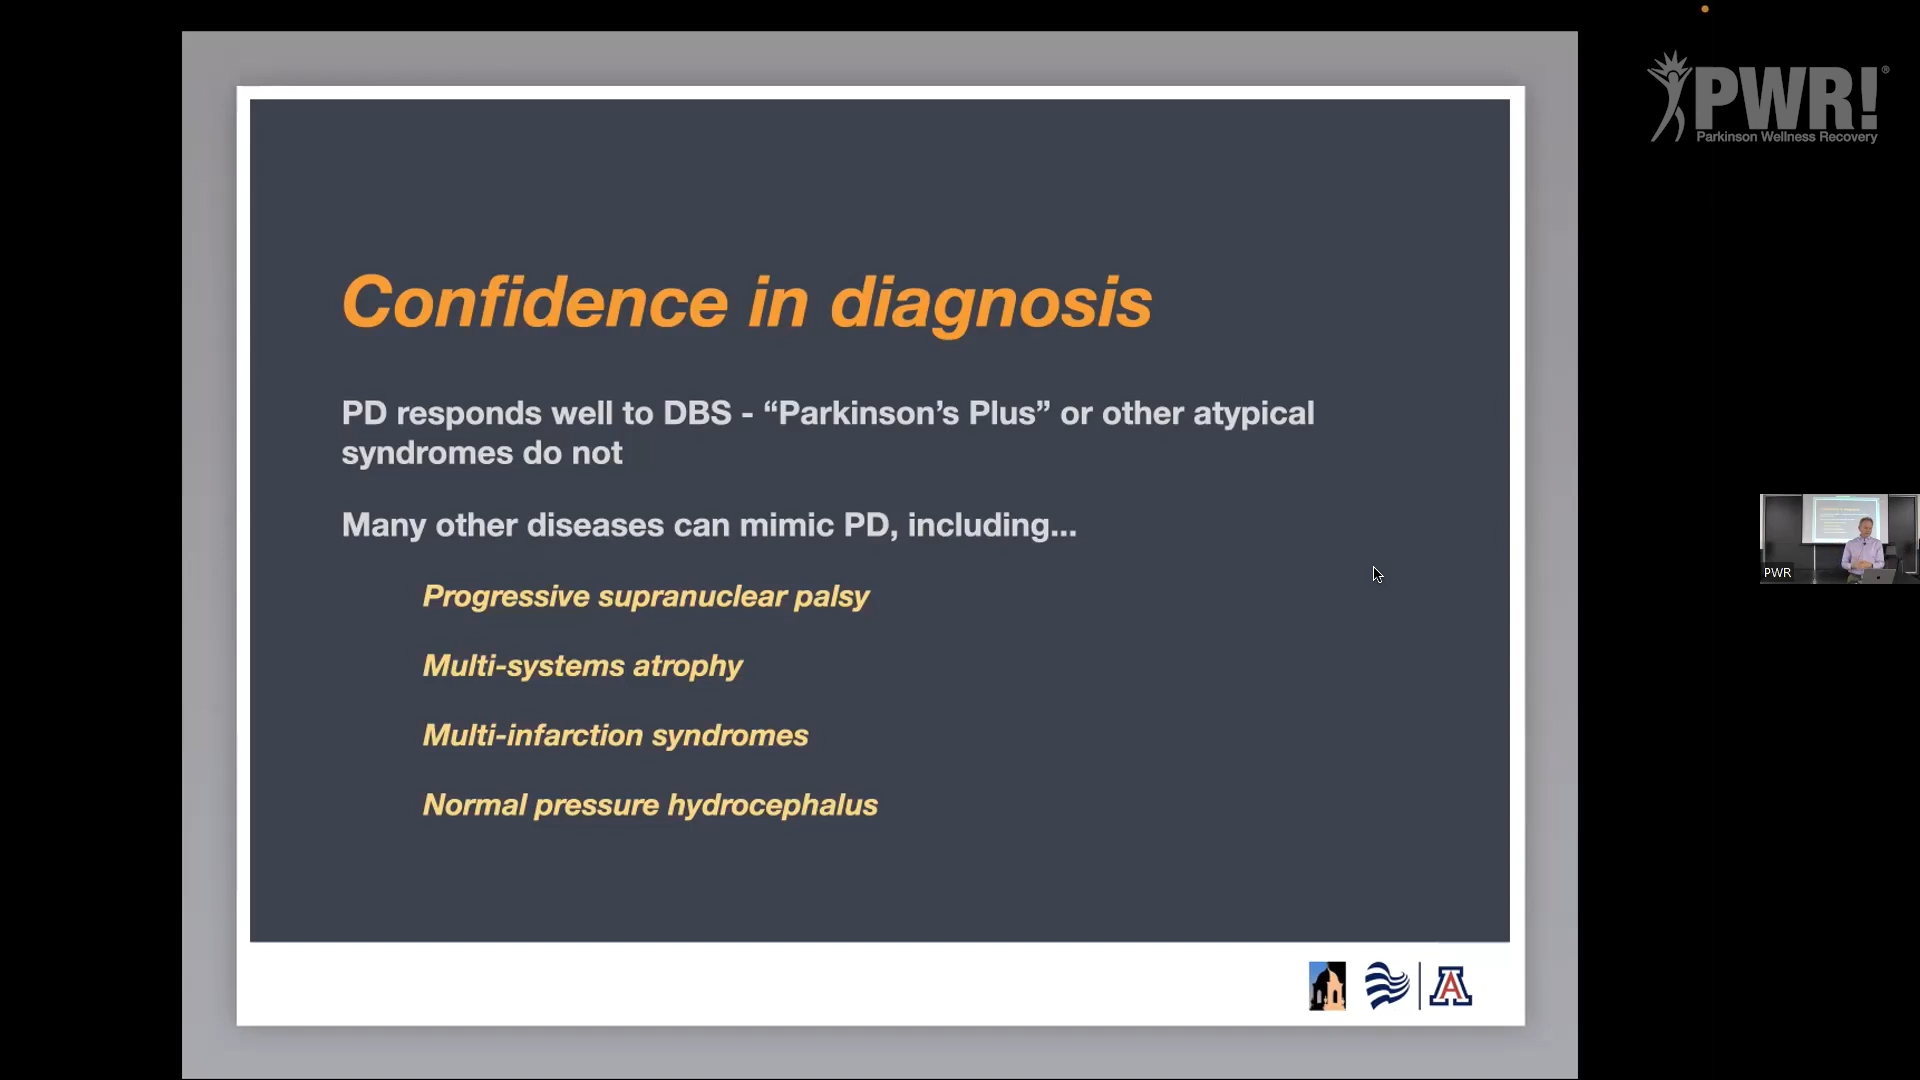 PWR!®
Parkinson Wellness Recovery
Confidence in diagnosis
PD responds well to DBS - “Parkinson’s Plus” or other atypical
syndromes do not
Many other diseases can mimic PD, including...
Progressive supranuclear palsy
Multi-systems atrophy
Multi-infarction syndromes
Normal pressure hydrocephalus
PWR
A